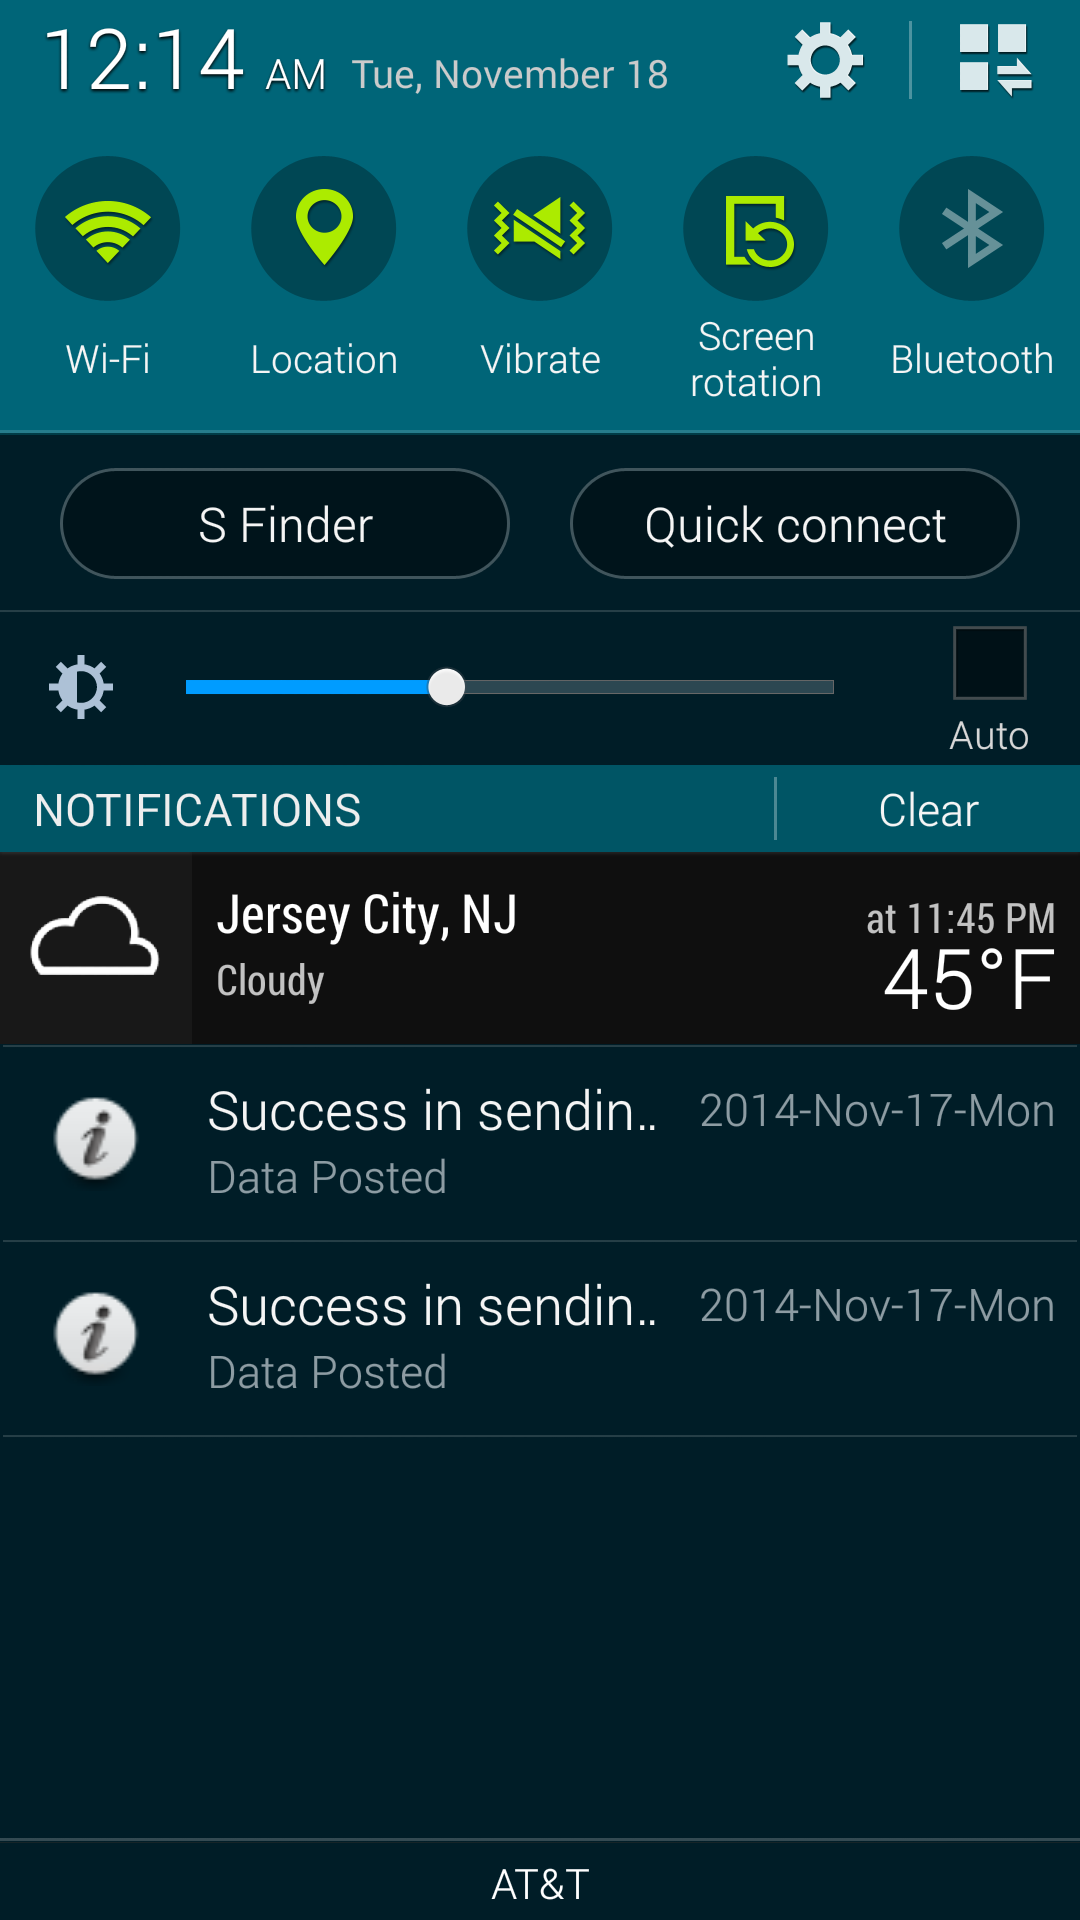 12:14 AM Tue, November 18
Wi-Fi
Location
Vibrate
Screen
rotation
Bluetooth
S Finder
Quick connect
Auto
NOTIFICATIONS
Clear
Jersey City, NJ
at 11:45 PM
Cloudy
45°F
Success in sendin..
2014-Nov-17-Mon
Data Posted
Success in sendin..
2014-Nov-17-Mon
Data Posted
AT&T